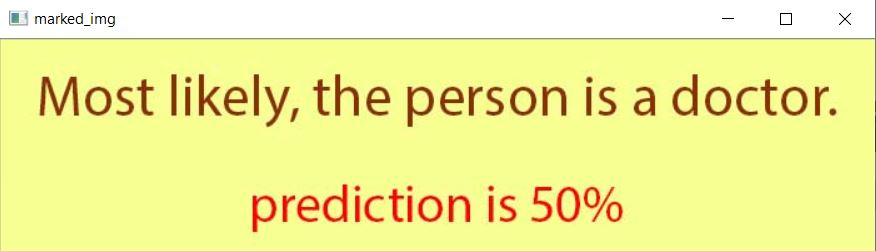 marked_img
Most likely, the person is a doctor.
prediction is 50%